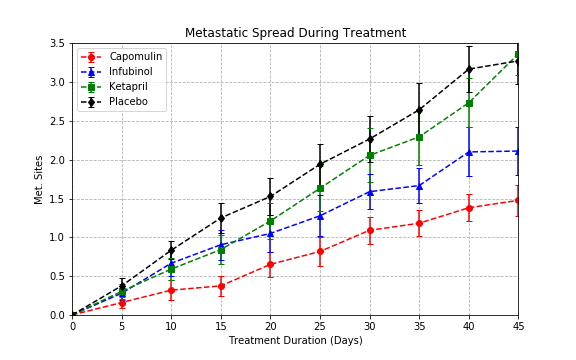 Metastatic Spread During Treatment
3.5
3.0
2.5
2.0
1.5
1.0
0.5
0.0
Met. Sites
Capomulin
Infubinol
Ketapril
Placebo
0 5 10 15 20 25 30 35 40 45
Treatment Duration (Days)